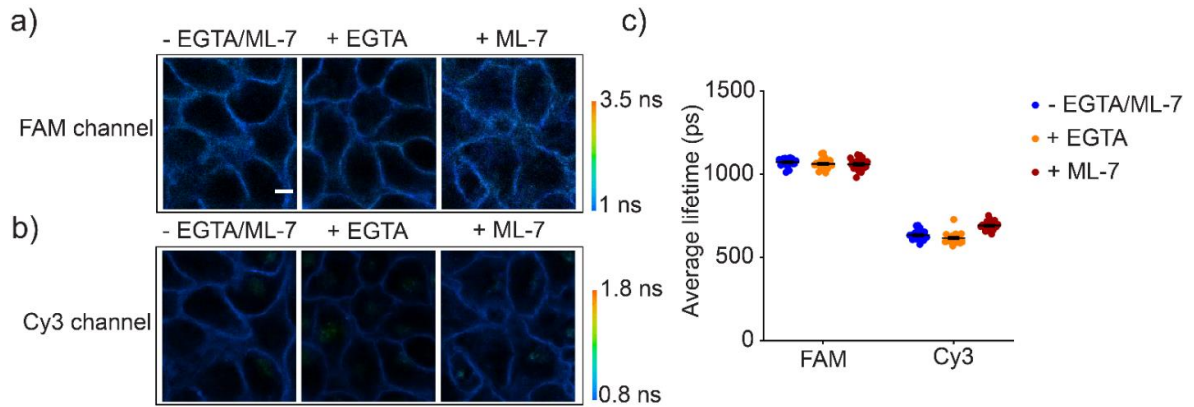 a)
- EGTA/ML-7 + EGTA + ML-7
FAM channel
3.5 ns
1 ns
b)
- EGTA/ML-7 + EGTA + ML-7
Cy3 channel
1.8 ns
0.8 ns
c)
Average lifetime (ps)
1500
1000
500
0
FAM Cy3
- EGTA/ML-7
+ EGTA
+ ML-7